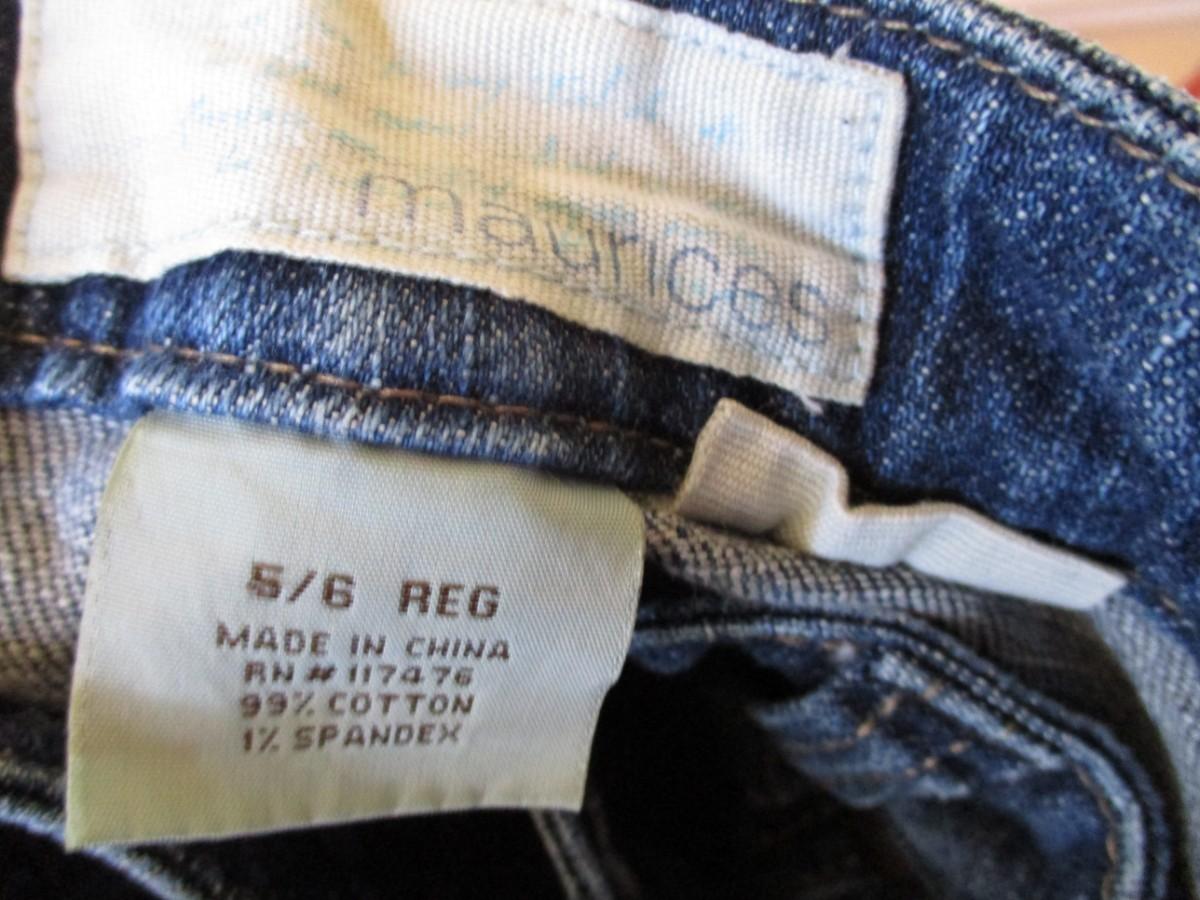 maurices
5/6 REG
MADE IN CHINA
RN # 117476
99% COTTON
1% SPANDEX